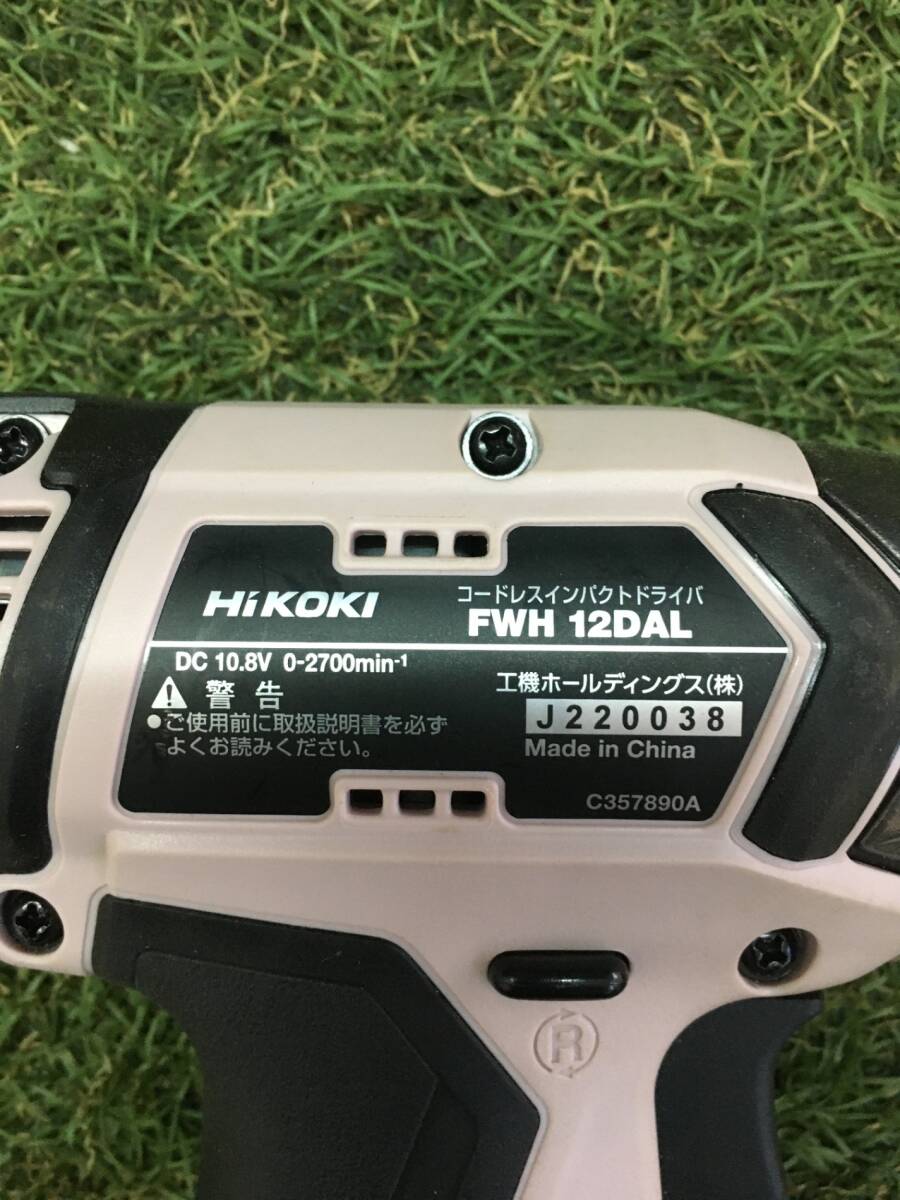 HiKOKI
コードレスインパクトドライバ
FWH 12DAL
DC 10.8V 0-2700min⁻¹
警告
●ご使用前に取扱説明書を必ず
よくお読みください。
工機ホールディングス(株)
J220038
Made in China
C357890A
R